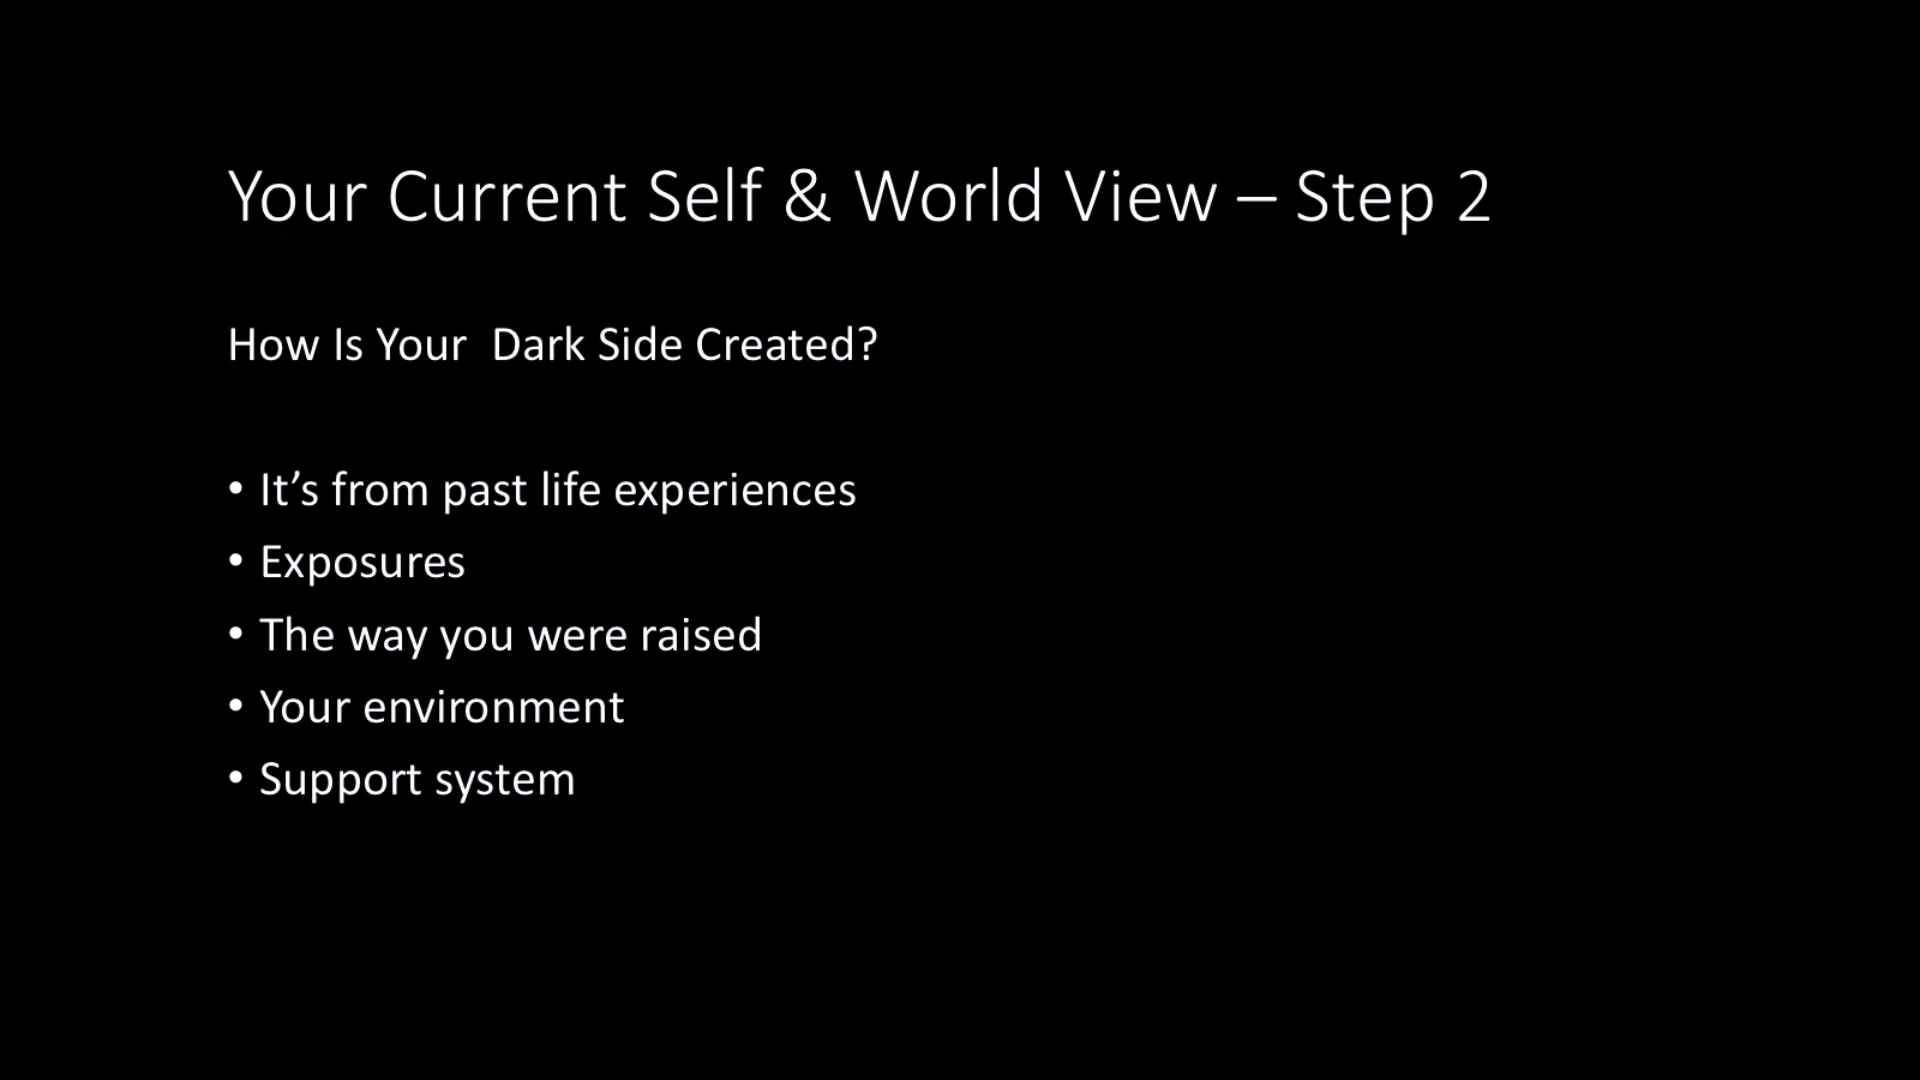 Your Current Self & World View – Step 2
How Is Your  Dark Side Created?
• It’s from past life experiences
• Exposures
• The way you were raised
• Your environment
• Support system